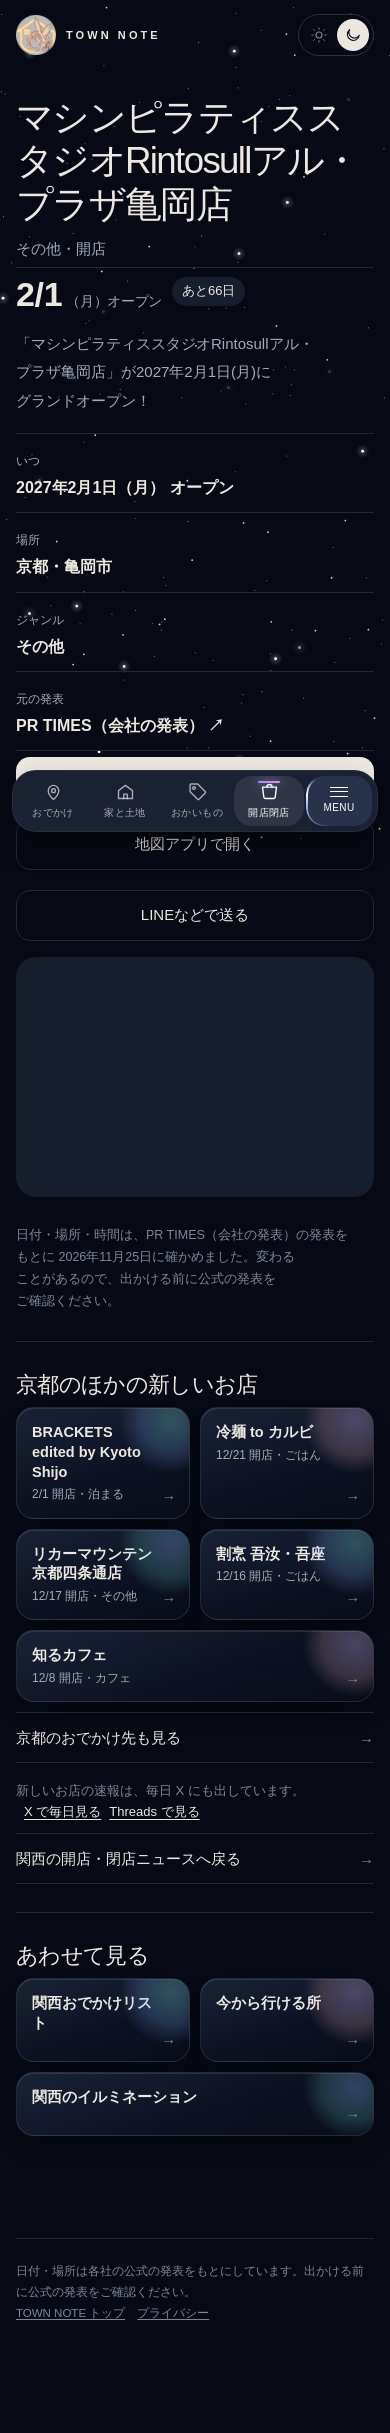 TOWN NOTE
マシンピラティスス
タジオRintosullアル・
プラザ亀岡店
その他・開店
2/1（月）オープン あと66日
「マシンピラティススタジオRintosullアル・
プラザ亀岡店」が2027年2月1日(月)に
グランドオープン！
いつ
2027年2月1日（月） オープン
場所
京都・亀岡市
ジャンル
その他
元の発表
PR TIMES（会社の発表） ↗
おでかけ 家と土地 おかいもの 開店閉店 MENU
地図アプリで開く
LINEなどで送る
日付・場所・時間は、PR TIMES（会社の発表）の発表を
もとに 2026年11月25日に確かめました。変わる
ことがあるので、出かける前に公式の発表を
ご確認ください。
京都のほかの新しいお店
BRACKETS
edited by Kyoto
Shijo
2/1 開店・泊まる
→
冷麺 to カルビ
12/21 開店・ごはん
→
リカーマウンテン
京都四条通店
12/17 開店・その他
→
割烹 吾汝・吾座
12/16 開店・ごはん
→
知るカフェ
12/8 開店・カフェ
→
京都のおでかけ先も見る →
新しいお店の速報は、毎日 X にも出しています。
X で毎日見る Threads で見る
関西の開店・閉店ニュースへ戻る →
あわせて見る
関西おでかけリス
ト
→
今から行ける所
→
関西のイルミネーション
→
日付・場所は各社の公式の発表をもとにしています。出かける前
に公式の発表をご確認ください。
TOWN NOTE トップ プライバシー